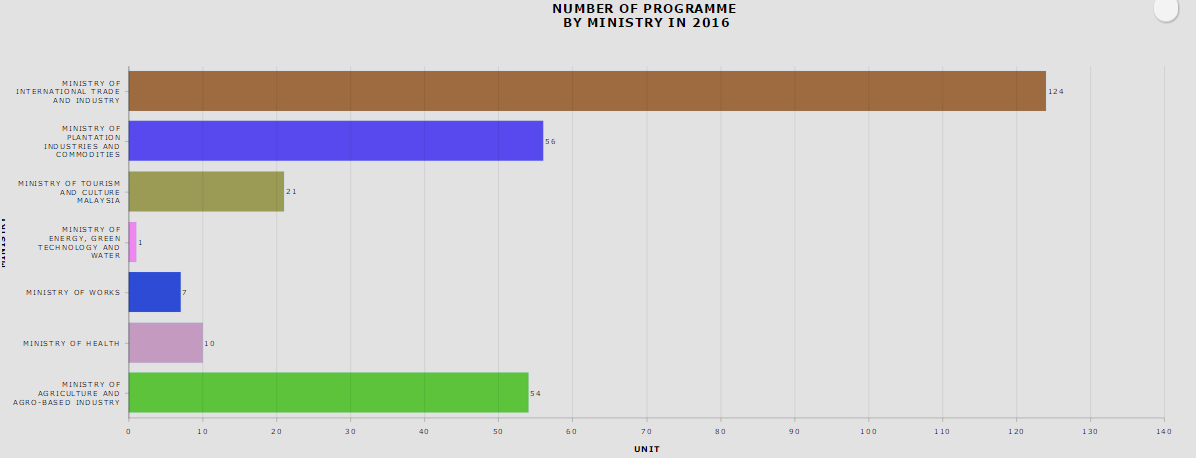 NUMBER OF PROGRAMME
BY MINISTRY IN 2016
MINISTRY OF
INTERNATIONAL TRADE
AND INDUSTRY
124
MINISTRY OF
PLANTATION
INDUSTRIES AND
COMMODITIES
56
MINISTRY OF TOURISM
AND CULTURE
MALAYSIA
21
MINISTRY OF
ENERGY, GREEN
TECHNOLOGY AND
WATER
1
MINISTRY OF WORKS
7
MINISTRY OF HEALTH
10
MINISTRY OF
AGRICULTURE AND
AGRO-BASED INDUSTRY
54
MINISTRY
0 10 20 30 40 50 60 70 80 90 100 110 120 130 140
UNIT